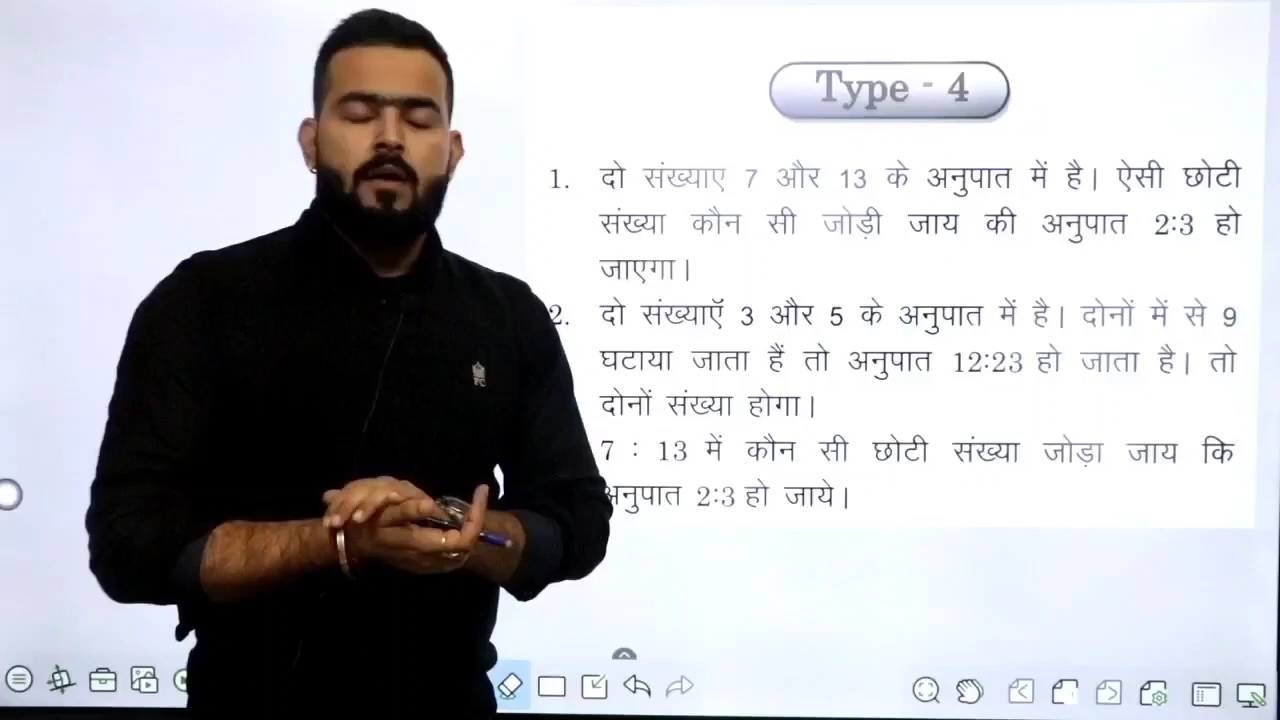 Type - 4
1. दो संख्याए 7 और 13 के अनुपात में है। ऐसी छोटी
संख्या कौन सी जोड़ी जाय की अनुपात 2:3 हो
जाएगा।
2. दो संख्याऍ 3 और 5 के अनुपात में है। दोनों में से 9
घटाया जाता हैं तो अनुपात 12:23 हो जाता है। तो
दोनों संख्या होगा।
7 : 13 में कौन सी छोटी संख्या जोड़ा जाय कि
अनुपात 2:3 हो जाये।